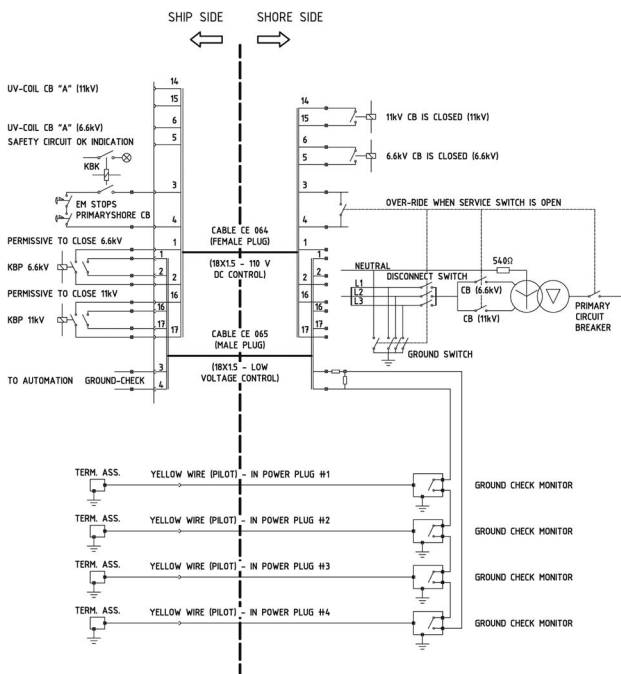 SHIP SIDE
SHORE SIDE
14
UV-COIL CB "A" (11kV)
15
6
UV-COIL CB "A" (6.6kV)
5
SAFETY CIRCUIT OK INDICATION
KBK
3
EM STOPS
PRIMARYSHORE CB
4
PERMISSIVE TO CLOSE 6.6kV
1
1
KBP 6.6kV
2
2
PERMISSIVE TO CLOSE 11kV
16
16
KBP 11kV
17
17
3
TO AUTOMATION
GROUND-CHECK
4
CABLE CE 064
(FEMALE PLUG)
(18X1.5 - 110 V
DC CONTROL)
CABLE CE 065
(MALE PLUG)
(18X1.5 - LOW
VOLTAGE CONTROL)
14
15
11kV CB IS CLOSED (11kV)
6
5
6.6kV CB IS CLOSED (6.6kV)
3
OVER-RIDE WHEN SERVICE SWITCH IS OPEN
4
1
1
2
2
16
16
17
17
NEUTRAL
540Ω
DISCONNECT SWITCH
L1
L2
L3
CB (6.6kV)
CB (11kV)
PRIMARY
CIRCUIT
BREAKER
GROUND SWITCH
TERM. ASS.
YELLOW WIRE (PILOT) - IN POWER PLUG #1
GROUND CHECK MONITOR
TERM. ASS.
YELLOW WIRE (PILOT) - IN POWER PLUG #2
GROUND CHECK MONITOR
TERM. ASS.
YELLOW WIRE (PILOT) - IN POWER PLUG #3
GROUND CHECK MONITOR
TERM. ASS.
YELLOW WIRE (PILOT) - IN POWER PLUG #4
GROUND CHECK MONITOR